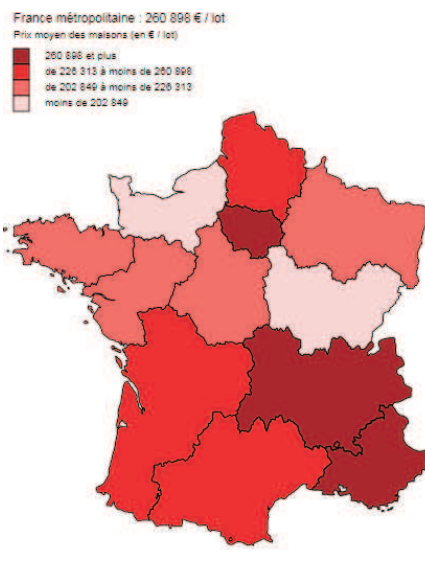 France métropolitaine : 260 898 € / lot
Prix moyen des maisons (en € / lot)
260 898 et plus
de 226 313 à moins de 260 898
de 202 849 à moins de 226 313
moins de 202 849